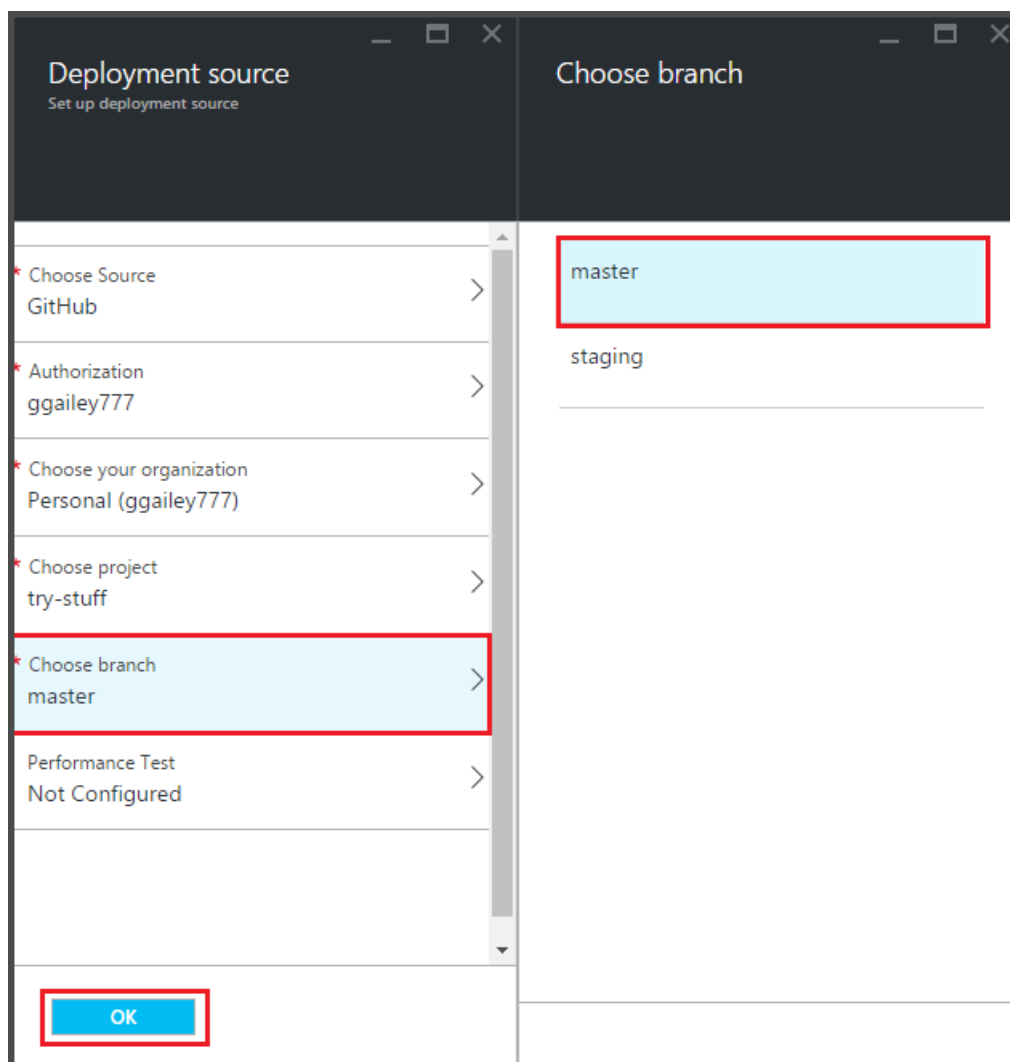 Deployment source
Set up deployment source
* Choose Source
GitHub
* Authorization
ggailey777
* Choose your organization
Personal (ggailey777)
* Choose project
try-stuff
* Choose branch
master
Performance Test
Not Configured
OK
Choose branch
master
staging